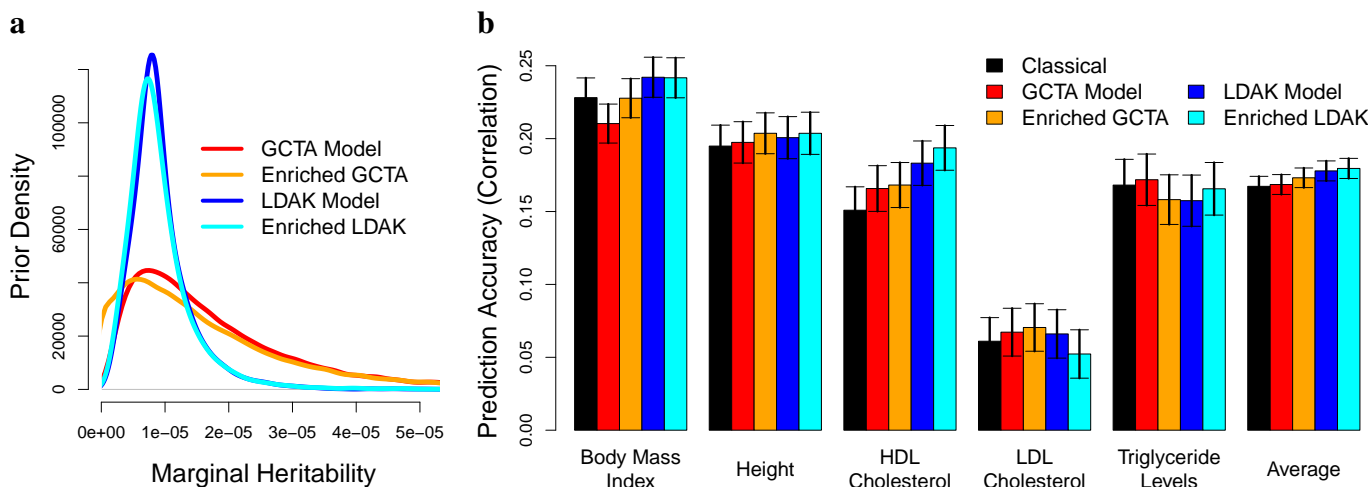 a
Prior Density
0
20000
60000
100000
GCTA Model
Enriched GCTA
LDAK Model
Enriched LDAK
0e+00 1e−05 2e−05 3e−05 4e−05 5e−05
Marginal Heritability
b
Prediction Accuracy (Correlation)
0.00
0.05
0.10
0.15
0.20
0.25
Classical
GCTA Model
Enriched GCTA
LDAK Model
Enriched LDAK
Body Mass
Index
Height
HDL
Cholesterol
LDL
Cholesterol
Triglyceride
Levels
Average